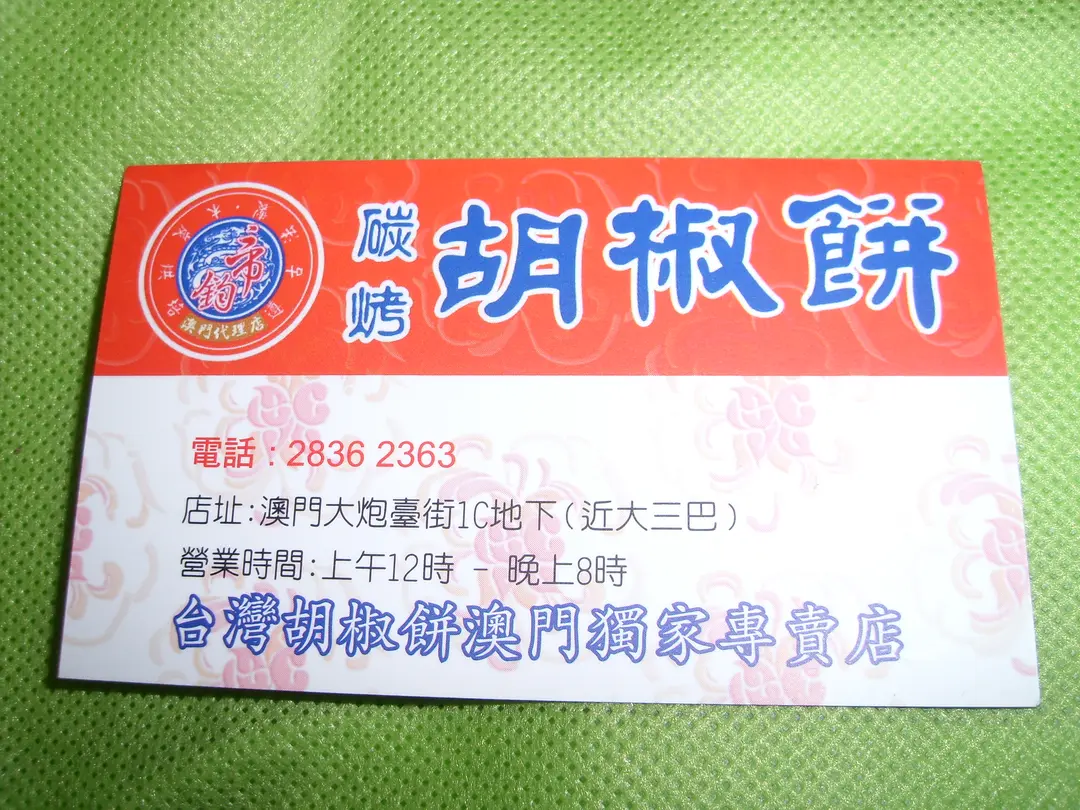 碳烤
胡椒餅
帝鈞
澳門代理店
電話：2836 2363
店址:澳門大炮臺街1C地下(近大三巴)
營業時間:上午12時 - 晚上8時
台灣胡椒餅澳門獨家專賣店